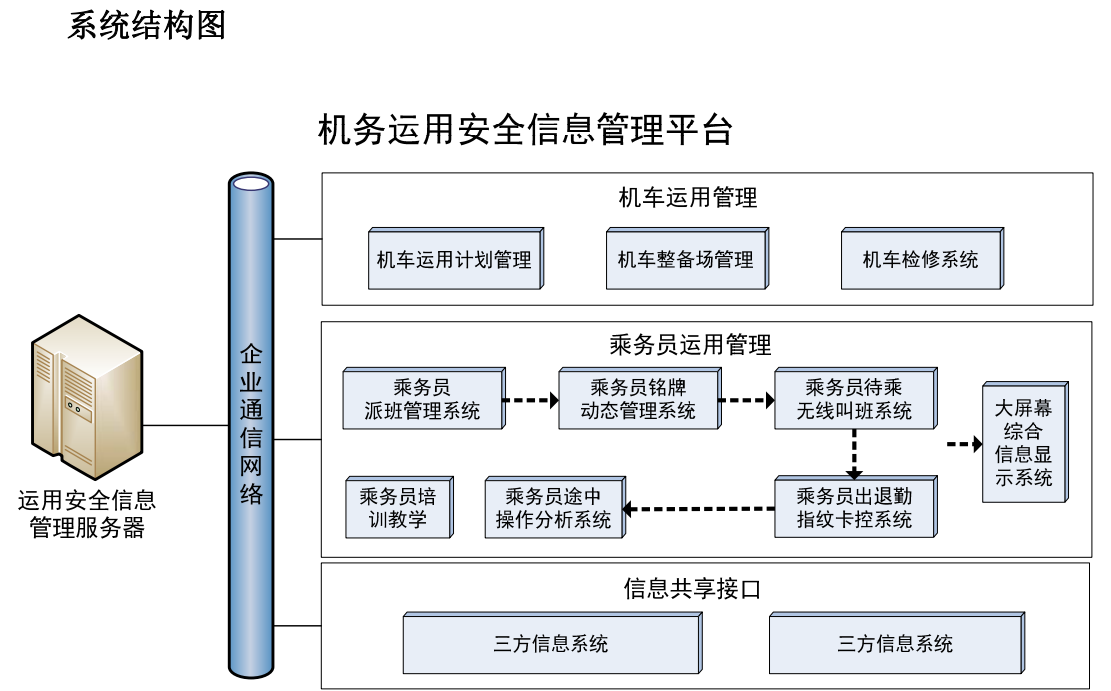 系统结构图
机务运用安全信息管理平台
机车运用管理
机车运用计划管理
机车整备场管理
机车检修系统
企业通信网络
运用安全信息
管理服务器
乘务员运用管理
乘务员
派班管理系统
乘务员铭牌
动态管理系统
乘务员待乘
无线叫班系统
大屏幕
综合
信息显
示系统
乘务员培
训教学
乘务员途中
操作分析系统
乘务员出退勤
指纹卡控系统
信息共享接口
三方信息系统
三方信息系统